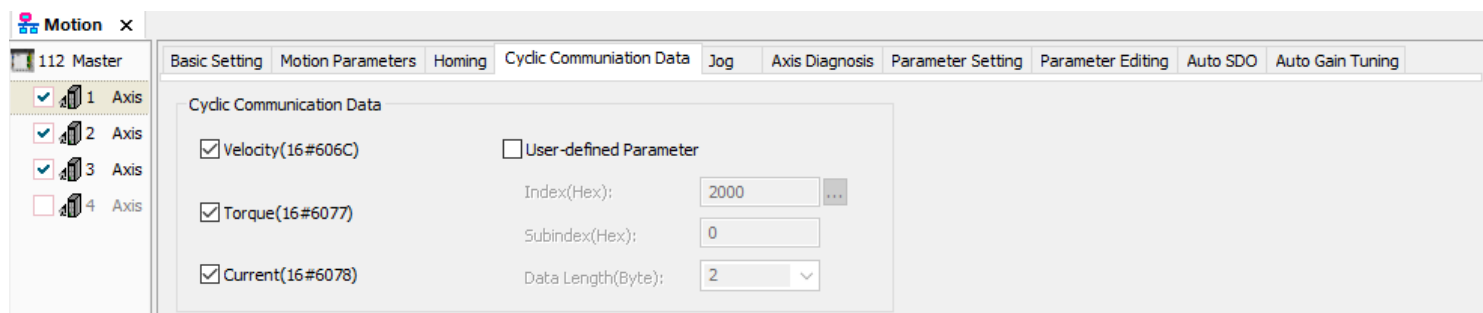 Motion ×
112 Master
Basic Setting Motion Parameters Homing Cyclic Communiation Data Jog Axis Diagnosis Parameter Setting Parameter Editing Auto SDO Auto Gain Tuning
1 Axis
2 Axis
3 Axis
4 Axis
Cyclic Communication Data
Velocity(16#606C)
User-defined Parameter
Index(Hex): 2000 ...
Torque(16#6077)
Subindex(Hex): 0
Current(16#6078)
Data Length(Byte): 2